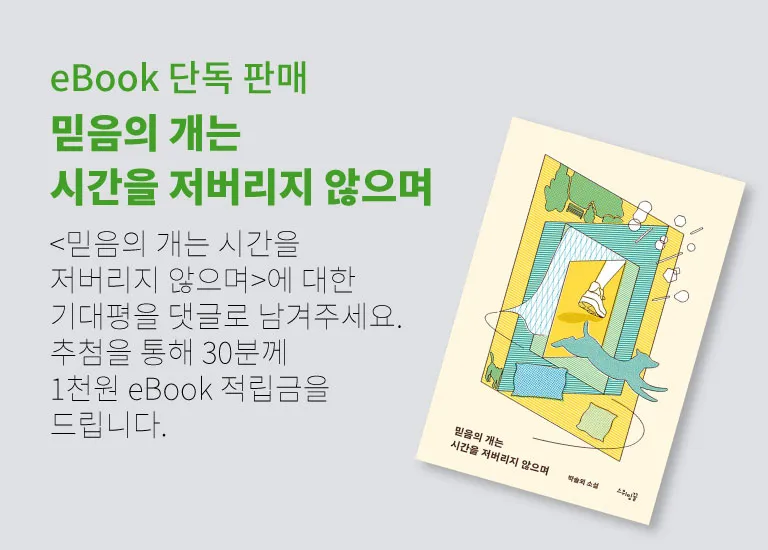 eBook 단독 판매
믿음의 개는
시간을 저버리지 않으며
<믿음의 개는 시간을
저버리지 않으며>에 대한
기대평을 댓글로 남겨주세요.
추첨을 통해 30분께
1천원 eBook 적립금을
드립니다.
믿음의 개는
시간을 저버리지 않으며
박솔뫼 소설
스위밍꿀